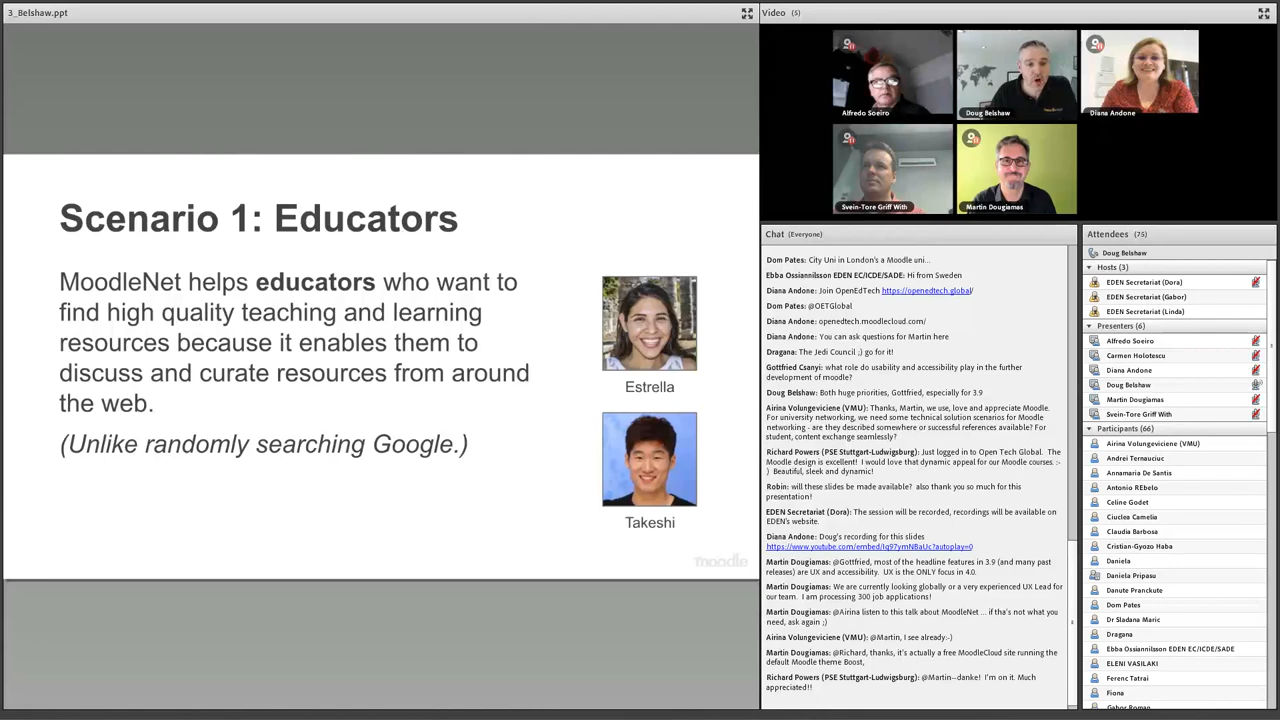 3_Belshaw.ppt
Scenario 1: Educators
MoodleNet helps educators who want to
find high quality teaching and learning
resources because it enables them to
discuss and curate resources from around
the web.
(Unlike randomly searching Google.)
Estrella
Takeshi
moodle
Video (5)
Alfredo Soeiro
Doug Belshaw
Diana Andone
Svein-Tore Griff With
Martin Dougiamas
Chat (Everyone)
Dom Pates: City Uni in London's a Moodle uni...
Ebba Ossiannilsson EDEN EC/ICDE/SADE: Hi from Sweden
Diana Andone: Join OpenEdTech https://openedtech.global/
Dom Pates: @OETGlobal
Diana Andone: openedtech.moodlecloud.com/
Diana Andone: You can ask questions for Martin here
Dragana: The Jedi Council ;) go for it!
Gottfried Csanyi: what role do usability and accessibility play in the further
development of moodle?
Doug Belshaw: Both huge priorities, Gottfried, especially for 3.9
Airina Volungeviciene (VMU): Thanks, Martin, we use, love and appreciate Moodle.
For university networking, we need some technical solution scenarios for Moodle
networking - are they described somewhere or successful references available? For
student, content exchange seamlessly?
Richard Powers (PSE Stuttgart-Ludwigsburg): Just logged in to Open Tech Global. The
Moodle design is excellent! I would love that dynamic appeal for our Moodle courses. :-
) Beautiful, sleek and dynamic!
Robin: will these slides be made available? also thank you so much for this
presentation!
EDEN Secretariat (Dora): The session will be recorded, recordings will be available on
EDEN's website.
Diana Andone: Doug's recording for this slides
https://www.youtube.com/embed/Iq97ymNBaUc?autoplay=0
Martin Dougiamas: @Gottfried, most of the headline features in 3.9 (and many past
releases) are UX and accessibility. UX is the ONLY focus in 4.0.
Martin Dougiamas: We are currently looking globally or a very experienced UX Lead for
our team. I am processing 300 job applications!
Martin Dougiamas: @Airina listen to this talk about MoodleNet ... if tha's not what you
need, ask again ;)
Airina Volungeviciene (VMU): @Martin, I see already:-)
Martin Dougiamas: @Richard, thanks, it's actually a free MoodleCloud site running the
default Moodle theme Boost,
Richard Powers (PSE Stuttgart-Ludwigsburg): @Martin--danke! I'm on it. Much
appreciated!!
Attendees (75)
Doug Belshaw
Hosts (3)
EDEN Secretariat (Dora)
EDEN Secretariat (Gabor)
EDEN Secretariat (Linda)
Presenters (6)
Alfredo Soeiro
Carmen Holotescu
Diana Andone
Doug Belshaw
Martin Dougiamas
Svein-Tore Griff With
Participants (66)
Airina Volungeviciene (VMU)
Andrei Ternauciuc
Annamaria De Santis
Antonio REbelo
Celine Godet
Ciuclea Camelia
Claudia Barbosa
Cristian-Gyozo Haba
Daniela
Daniela Pripasu
Danute Pranckute
Dom Pates
Dr Sladana Maric
Dragana
Ebba Ossiannilsson EDEN EC/ICDE/SADE
ELENI VASILAKI
Ferenc Tatrai
Fiona
Gabor Roman